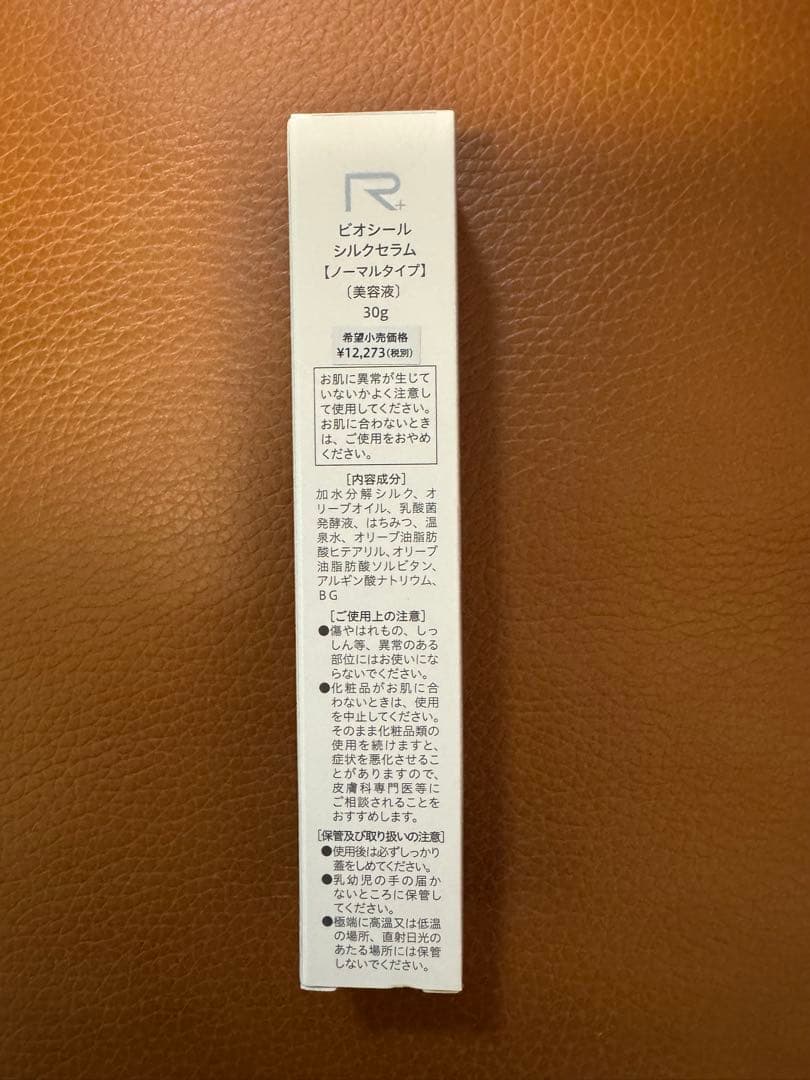 R+
ビオシール
シルクセラム
【ノーマルタイプ】
〔美容液〕
30g
希望小売価格
¥12,273(税別)
お肌に異常が生じて
いないかよく注意し
て使用してください。
お肌に合わないとき
は、ご使用をおやめ
ください。
[内容成分]
加水分解シルク、オ
リーブオイル、乳酸菌
発酵液、はちみつ、温
泉水、オリーブ油脂肪
酸ヒテアリル、オリーブ
油脂肪酸ソルビタン、
アルギン酸ナトリウム、
BG
[ご使用上の注意]
●傷やはれもの、しっ
しん等、異常のある
部位にはお使いにな
らないでください。
●化粧品がお肌に合
わないときは、使用
を中止してください。
そのまま化粧品類の
使用を続けますと、
症状を悪化させるこ
とがありますので、
皮膚科専門医等に
ご相談されることを
おすすめします。
[保管及び取り扱いの注意]
●使用後は必ずしっかり
蓋をしめてください。
●乳幼児の手の届か
ないところに保管し
てください。
●極端に高温又は低温
の場所、直射日光の
あたる場所には保管
しないでください。